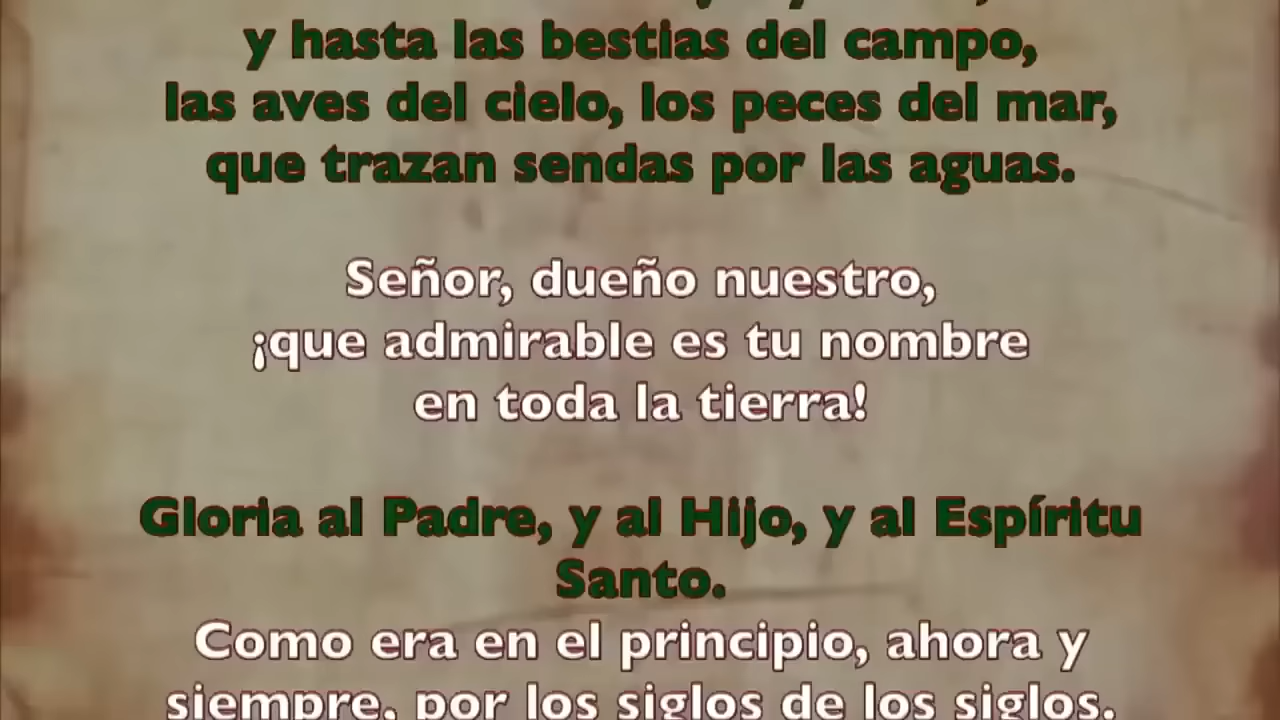 y hasta las bestias del campo,
las aves del cielo, los peces del mar,
que trazan sendas por las aguas.
Señor, dueño nuestro,
¡que admirable es tu nombre
en toda la tierra!
Gloria al Padre, y al Hijo, y al Espíritu
Santo.
Como era en el principio, ahora y
siempre, por los siglos de los siglos.